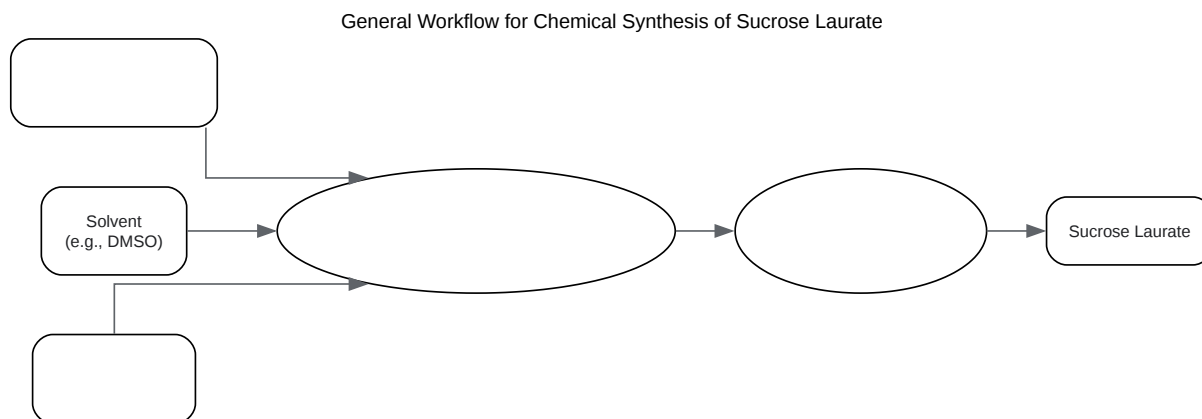 General Workflow for Chemical Synthesis of Sucrose Laurate
Solvent
(e.g., DMSO)
Sucrose Laurate